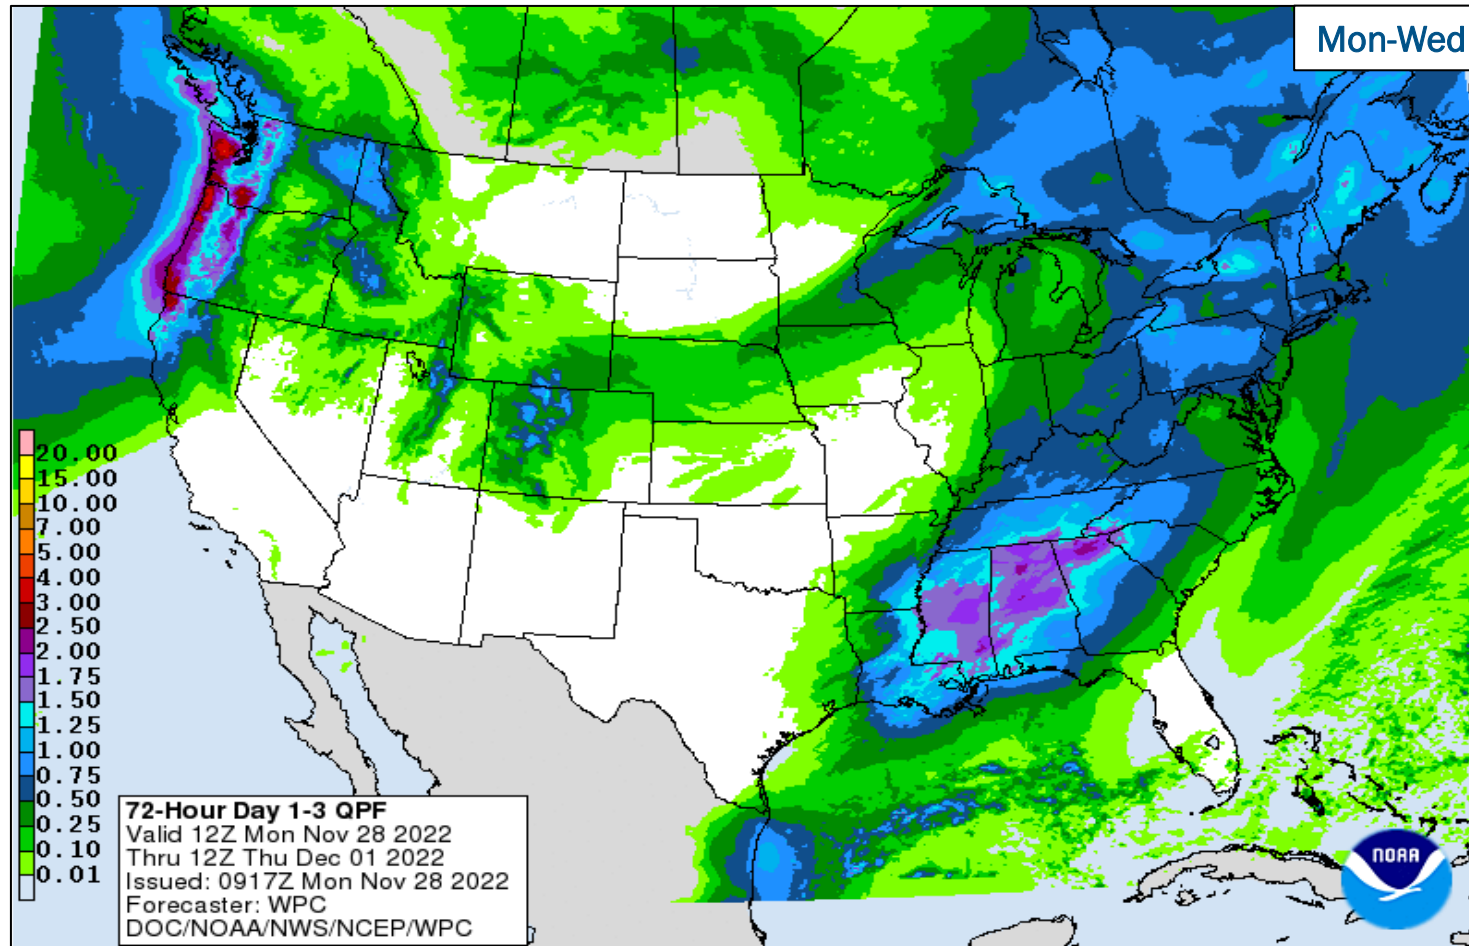 Mon-Wed
20.00
15.00
10.00
7.00
5.00
4.00
3.00
2.50
2.00
1.75
1.50
1.25
1.00
0.75
0.50
0.25
0.10
0.01
72-Hour Day 1-3 QPF
Valid 12Z Mon Nov 28 2022
Thru 12Z Thu Dec 01 2022
Issued: 0917Z Mon Nov 28 2022
Forecaster: WPC
DOC/NOAA/NWS/NCEP/WPC
NOAA